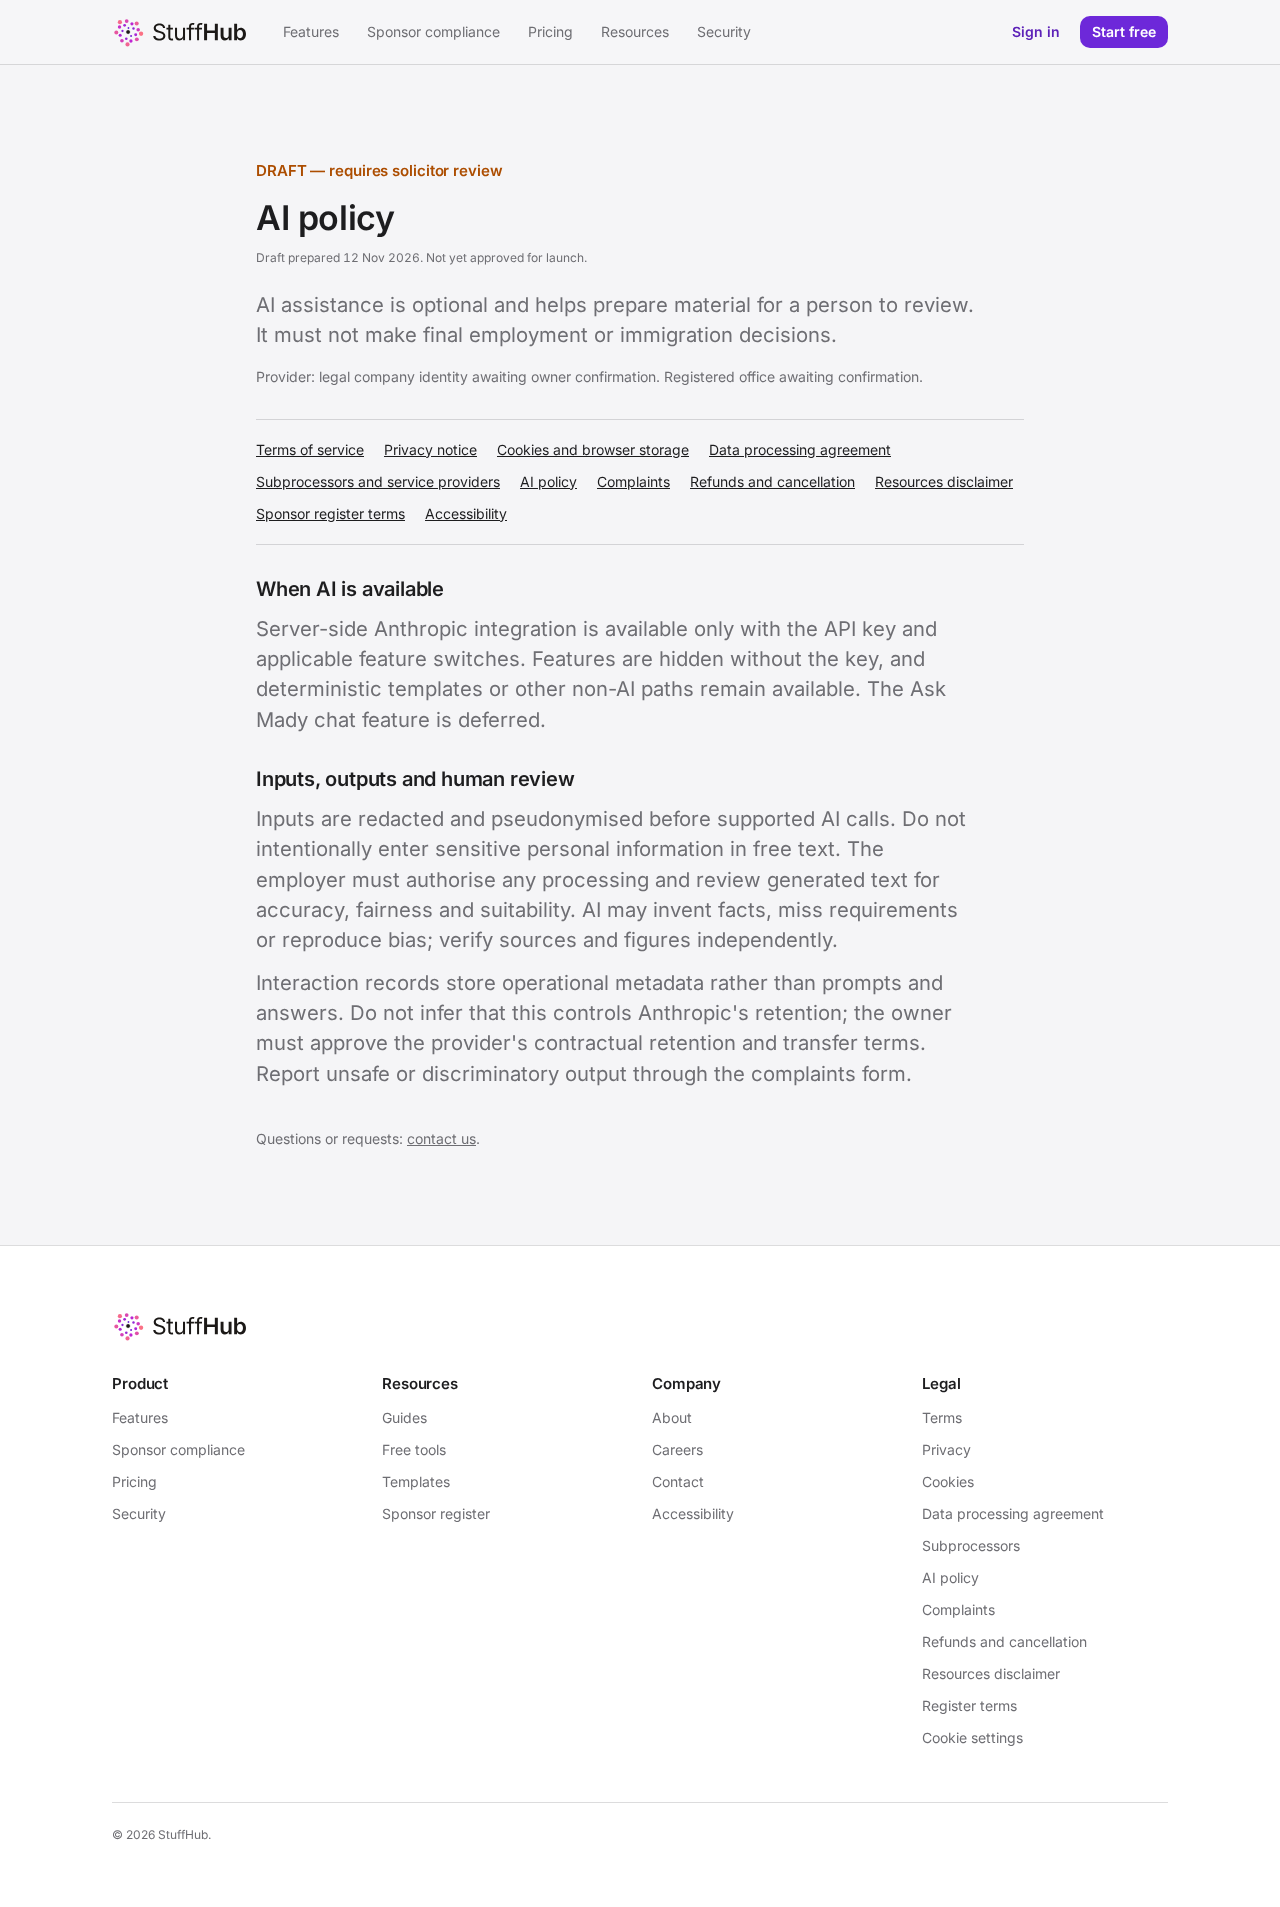 StuffHub
Features
Sponsor compliance
Pricing
Resources
Security
Sign in
Start free
DRAFT — requires solicitor review
AI policy
Draft prepared 12 Nov 2026. Not yet approved for launch.
AI assistance is optional and helps prepare material for a person to review.
It must not make final employment or immigration decisions.
Provider: legal company identity awaiting owner confirmation. Registered office awaiting confirmation.
Terms of service Privacy notice Cookies and browser storage Data processing agreement
Subprocessors and service providers AI policy Complaints Refunds and cancellation Resources disclaimer
Sponsor register terms Accessibility
When AI is available
Server-side Anthropic integration is available only with the API key and
applicable feature switches. Features are hidden without the key, and
deterministic templates or other non-AI paths remain available. The Ask
Mady chat feature is deferred.
Inputs, outputs and human review
Inputs are redacted and pseudonymised before supported AI calls. Do not
intentionally enter sensitive personal information in free text. The
employer must authorise any processing and review generated text for
accuracy, fairness and suitability. AI may invent facts, miss requirements
or reproduce bias; verify sources and figures independently.
Interaction records store operational metadata rather than prompts and
answers. Do not infer that this controls Anthropic's retention; the owner
must approve the provider's contractual retention and transfer terms.
Report unsafe or discriminatory output through the complaints form.
Questions or requests: contact us.
StuffHub
Product
Features
Sponsor compliance
Pricing
Security
Resources
Guides
Free tools
Templates
Sponsor register
Company
About
Careers
Contact
Accessibility
Legal
Terms
Privacy
Cookies
Data processing agreement
Subprocessors
AI policy
Complaints
Refunds and cancellation
Resources disclaimer
Register terms
Cookie settings
© 2026 StuffHub.